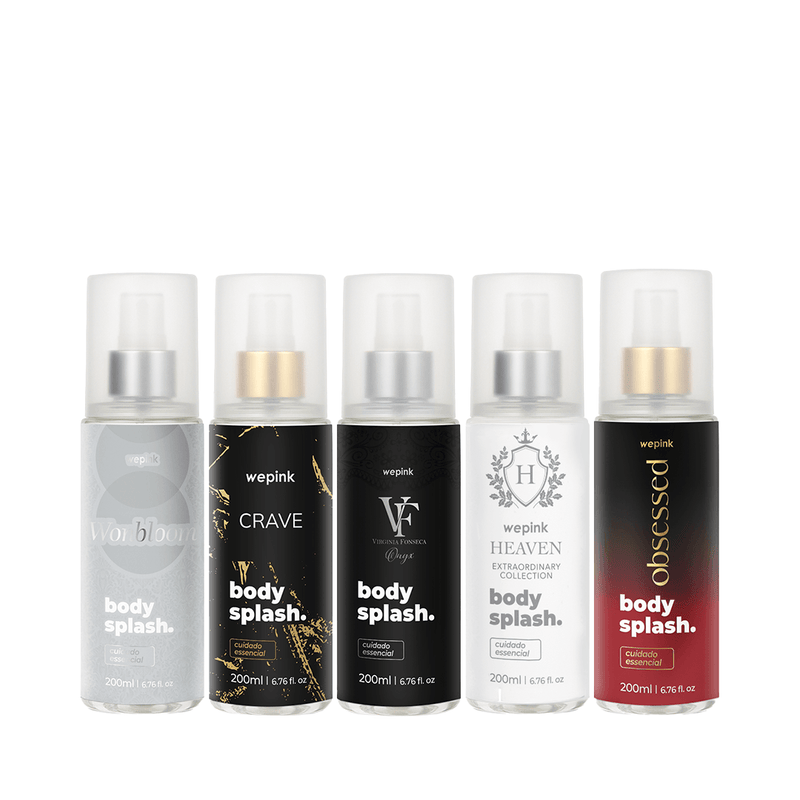 wepink
Wonbloom
body
splash.
cuidado
essencial
200ml | 6.76 fl. oz
wepink
CRAVE
body
splash.
cuidado
essencial
200ml | 6.76 fl. oz
wepink
VF
VIRGINIA FONSECA
Onyx
body
splash.
cuidado
essencial
200ml | 6.76 fl. oz
H
wepink
HEAVEN
EXTRAORDINARY
COLLECTION
body
splash.
cuidado
essencial
200ml | 6.76 fl. oz
wepink
obsessed
body
splash.
cuidado
essencial
200ml | 6.76 fl. oz